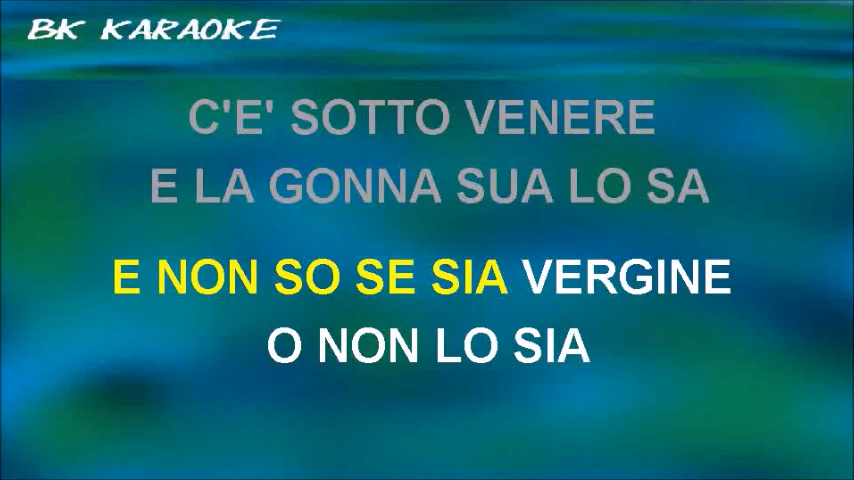 BK KARAOKE
C'E' SOTTO VENERE
E LA GONNA SUA LO SA
E NON SO SE SIA VERGINE
O NON LO SIA